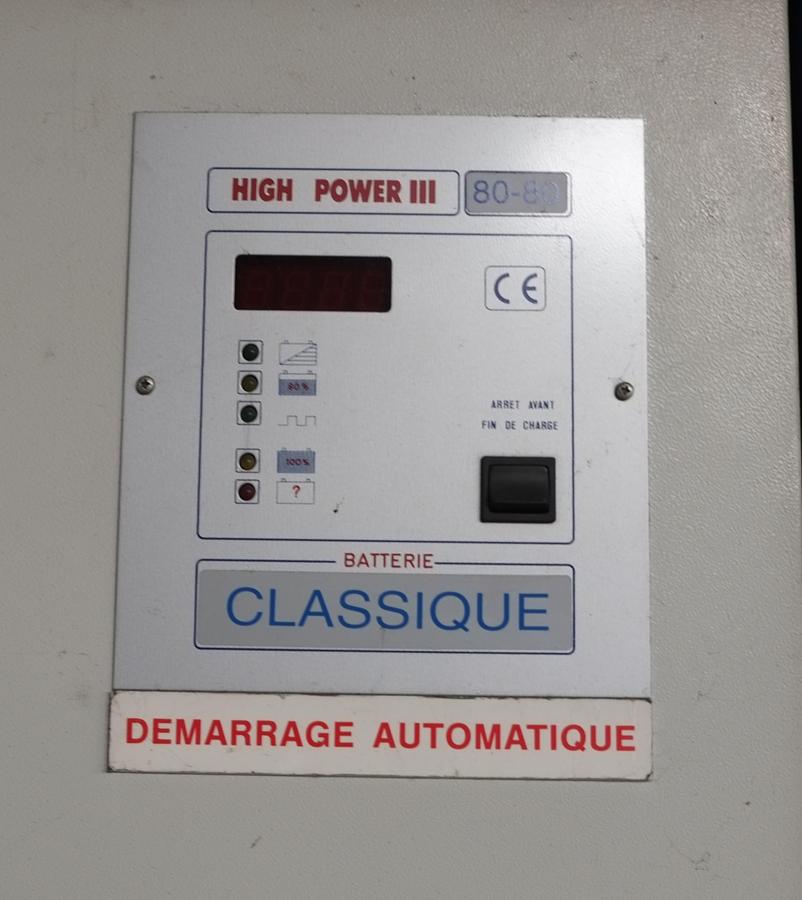 HIGH POWER III
80-80
CE
80%
ARRET AVANT
FIN DE CHARGE
100%
?
BATTERIE
CLASSIQUE
DEMARRAGE AUTOMATIQUE